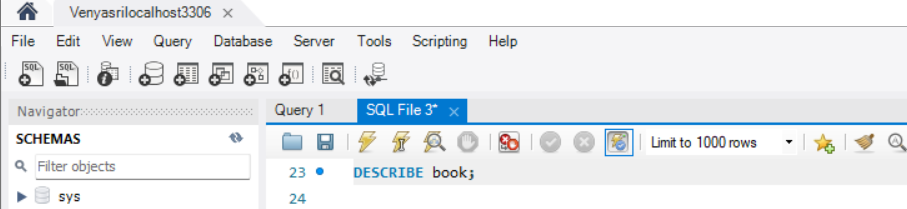 Venyasrilocalhost3306 ×
File Edit View Query Database Server Tools Scripting Help
SQL SQL
Navigator
Query 1 SQL File 3* ×
SCHEMAS
Limit to 1000 rows
Filter objects
23 DESCRIBE book;
sys
24